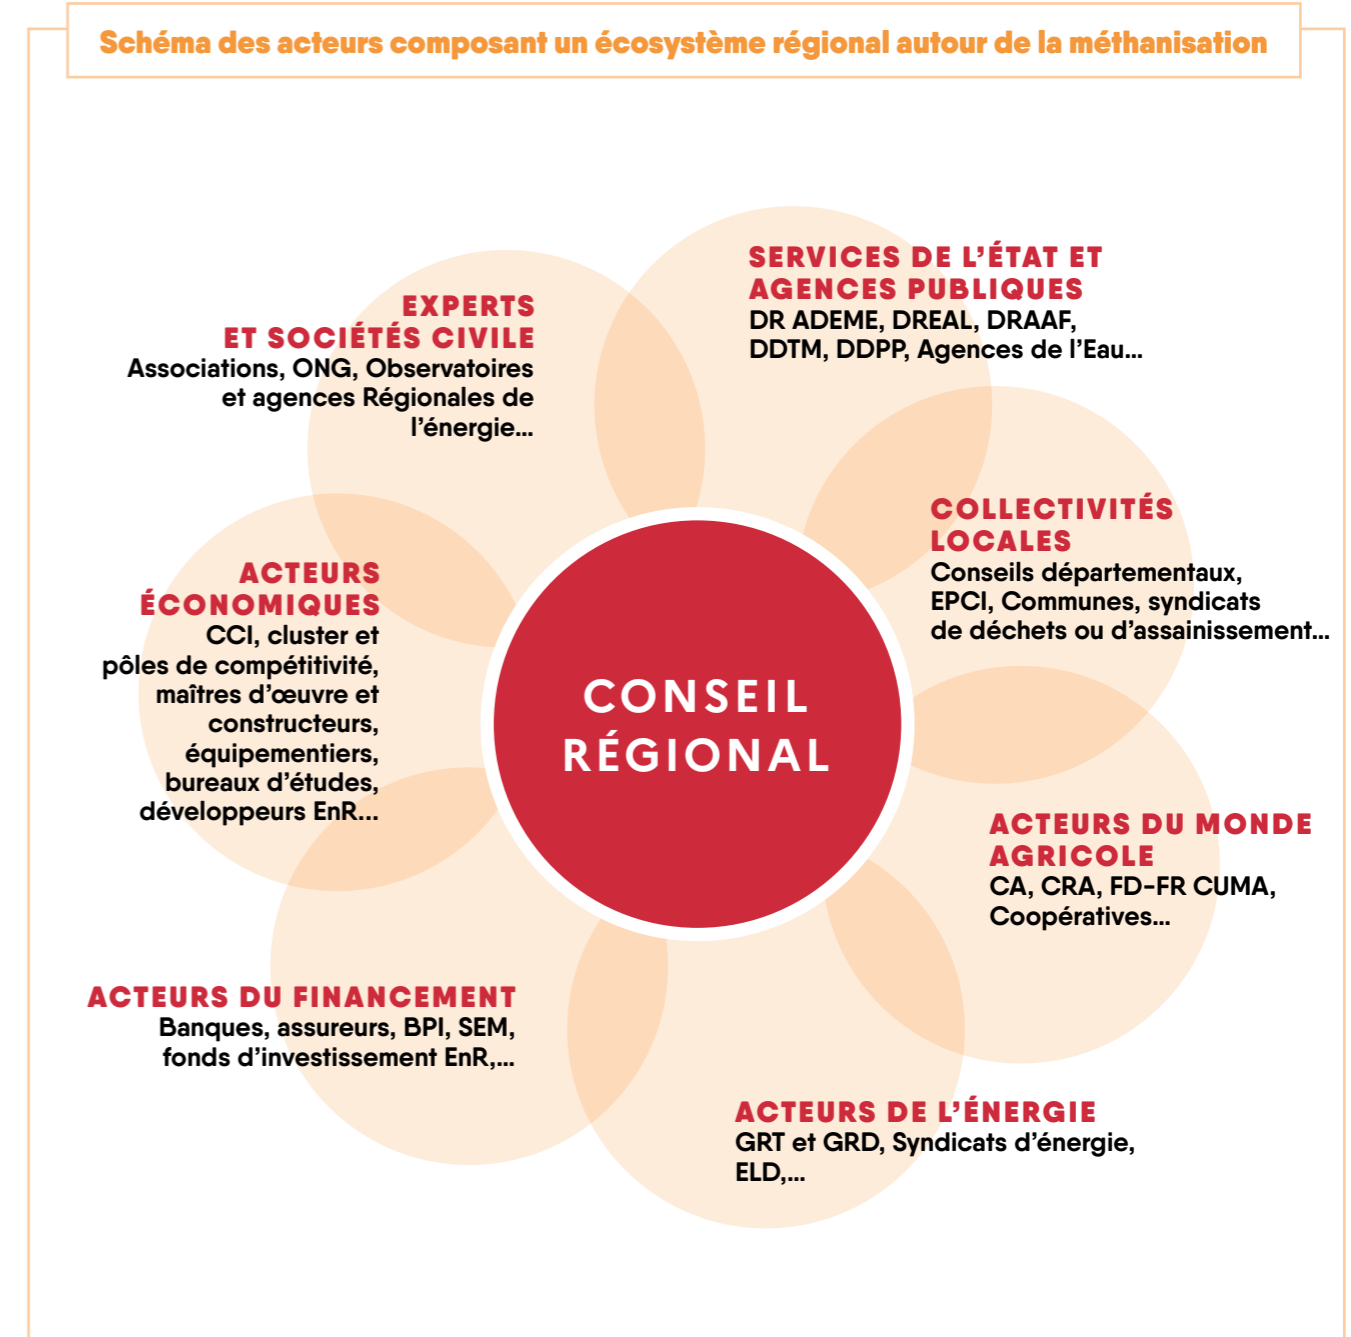 Schéma des acteurs composant un écosystème régional autour de la méthanisation
SERVICES DE L'ÉTAT ET
AGENCES PUBLIQUES
DR ADEME, DREAL, DRAAF,
DDTM, DDPP, Agences de l'Eau...
EXPERTS
ET SOCIÉTÉS CIVILE
Associations, ONG, Observatoires
et agences Régionales de
l'énergie...
COLLECTIVITÉS
LOCALES
Conseils départementaux,
EPCI, Communes, syndicats
de déchets ou d'assainissement...
ACTEURS
ÉCONOMIQUES
CCI, cluster et
pôles de compétitivité,
maîtres d'œuvre et
constructeurs,
équipementiers,
bureaux d'études,
développeurs EnR...
CONSEIL
RÉGIONAL
ACTEURS DU MONDE
AGRICOLE
CA, CRA, FD-FR CUMA,
Coopératives...
ACTEURS DU FINANCEMENT
Banques, assureurs, BPI, SEM,
fonds d'investissement EnR,...
ACTEURS DE L'ÉNERGIE
GRT et GRD, Syndicats d'énergie,
ELD,...